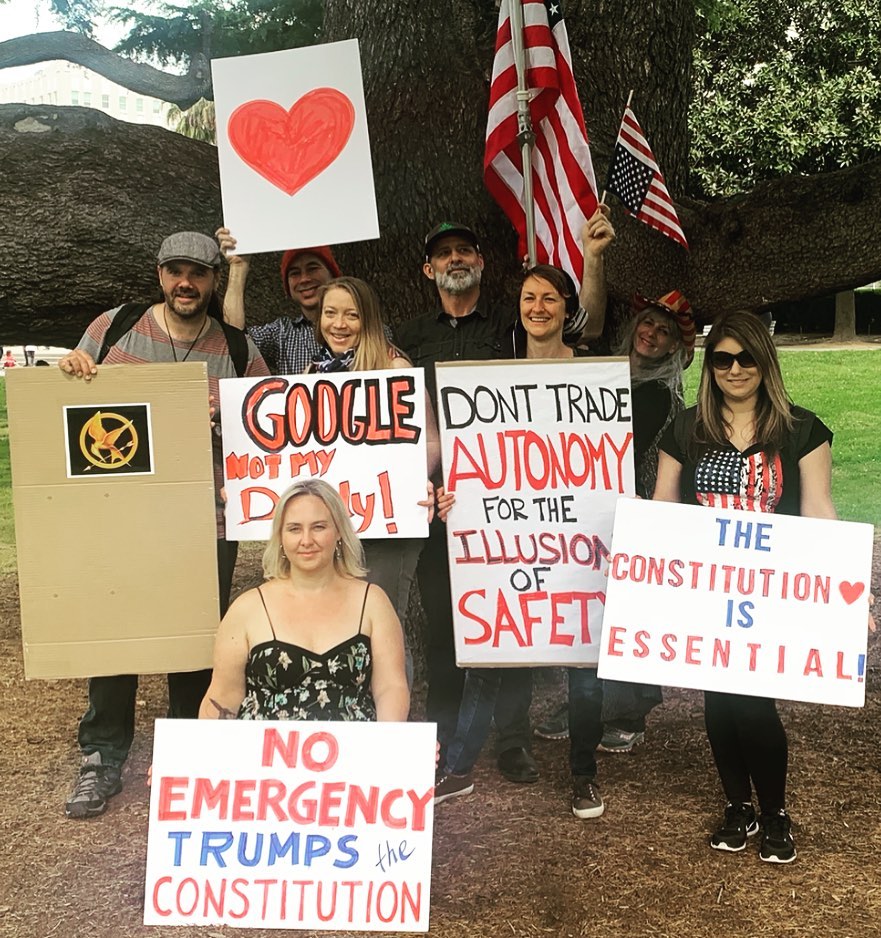 GOOGLE
NOT MY
DONT TRADE
AUTONOMY
FOR THE
ILLUSION
OF
SAFETY
THE
CONSTITUTION
IS
ESSENTIAL!
NO
EMERGENCY
TRUMPS the
CONSTITUTION